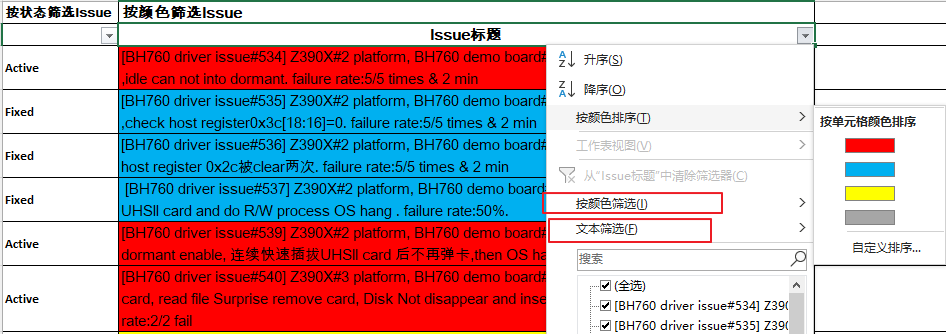 按状态筛选Issue
按颜色筛选Issue
Issue标题
Active
[BH760 driver issue#534] Z390X#2 platform, BH760 demo board#
.idle can not into dormant. failure rate:5/5 times & 2 min
Fixed
[BH760 driver issue#535] Z390X#2 platform, BH760 demo board#
,check host register0x3c[18:16]=0. failure rate:5/5 times & 2 min
Fixed
[BH760 driver issue#536] Z390X#2 platform, BH760 demo board#
host register 0x2c被clear两次. failure rate:5/5 times & 2 min
Fixed
[BH760 driver issue#537] Z390X#2 platform, BH760 demo board#
UHSII card and do R/W process OS hang . failure rate:50%.
Active
[BH760 driver issue#539] Z390X#2 platform, BH760 demo board#
dormant enable, 连续快速插拔UHSII card 后不再弹卡,then OS ha
Active
[BH760 driver issue#540] Z390X#3 platform, BH760 demo board#
card, read file Surprise remove card, Disk Not disappear and inse
rate:2/2 fail
升序(S)
降序(O)
按颜色排序(T)
工作表视图(V)
从"Issue标题"中清除筛选器(C)
按颜色筛选(I)
文本筛选(F)
搜索
(全选)
[BH760 driver issue#534] Z390
[BH760 driver issue#535] Z390
按单元格颜色排序
自定义排序...